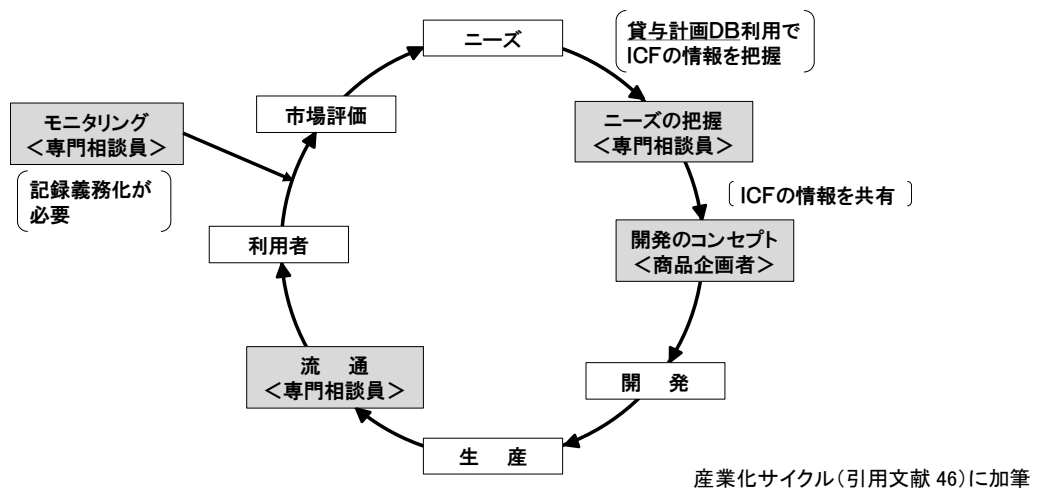 ニーズ
貸与計画DB利用で
ICFの情報を把握
ニーズの把握
＜専門相談員＞
ICFの情報を共有
開発のコンセプト
＜商品企画者＞
開　発
生　産
流　通
＜専門相談員＞
利用者
市場評価
モニタリング
＜専門相談員＞
記録義務化が
必要
産業化サイクル（引用文献 46）に加筆